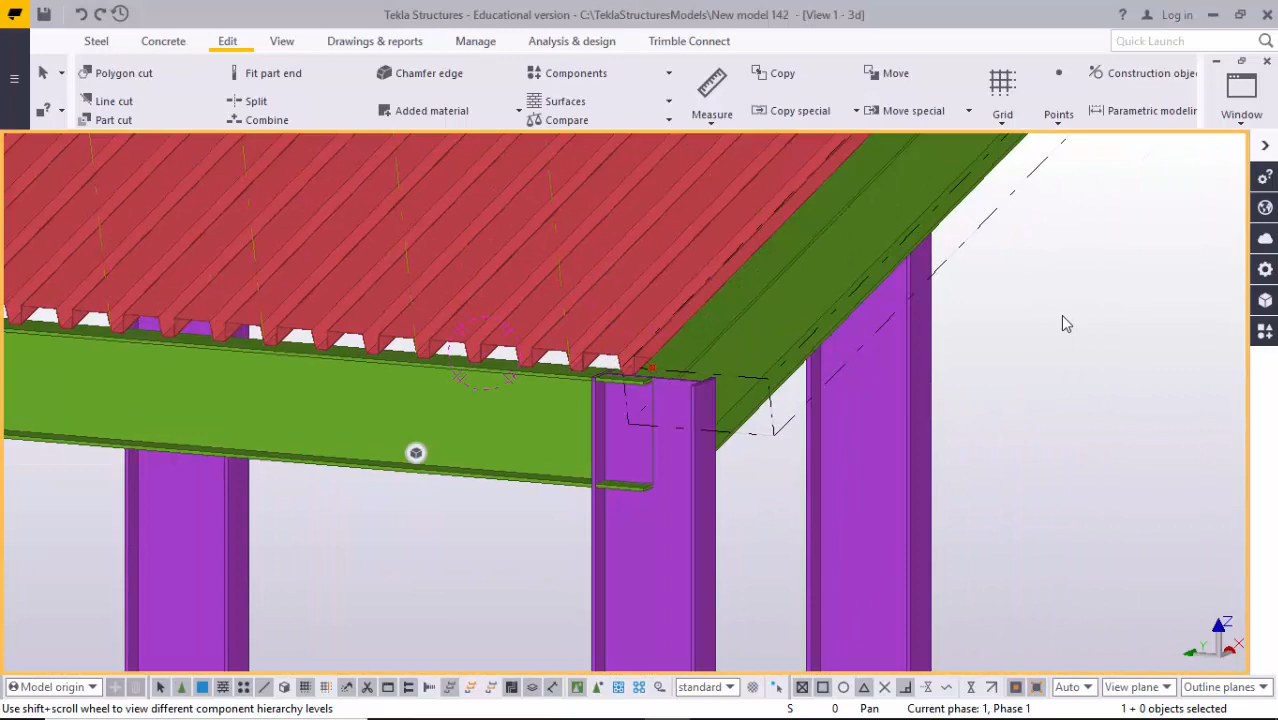 Tekla Structures - Educational version - C:\TeklaStructuresModels\New model 142 - [View 1 - 3d]
? Log in
Steel Concrete Edit View Drawings & reports Manage Analysis & design Trimble Connect Quick Launch
Polygon cut Fit part end Chamfer edge Components Copy Move Construction obje
Line cut Split Added material Surfaces Measure Copy special Move special Grid Points Parametric modelin Window
Part cut Combine Compare
Z
Y X
Model origin standard Auto View plane Outline planes
Use shift+scroll wheel to view different component hierarchy levels S 0 Pan Current phase: 1, Phase 1 1 + 0 objects selected